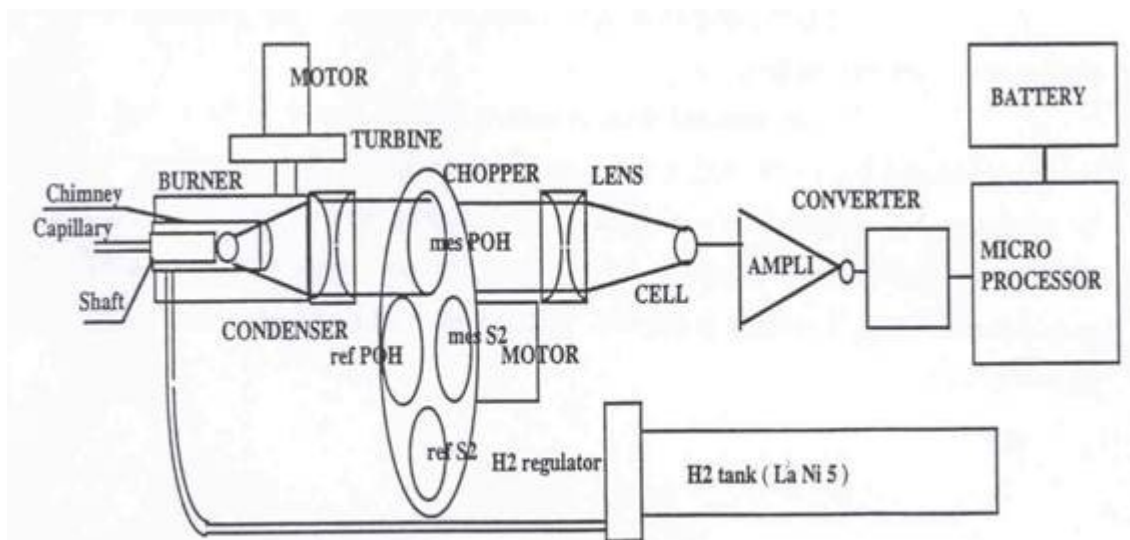 MOTOR
BATTERY
TURBINE
BURNER
CHOPPER
LENS
Chimney
CONVERTER
Capillary
mes POH
MICRO
PROCESSOR
AMPLI
Shaft
CELL
CONDENSER
mes S2
ref POH
MOTOR
ref S2
H2 regulator
H2 tank ( La Ni 5 )